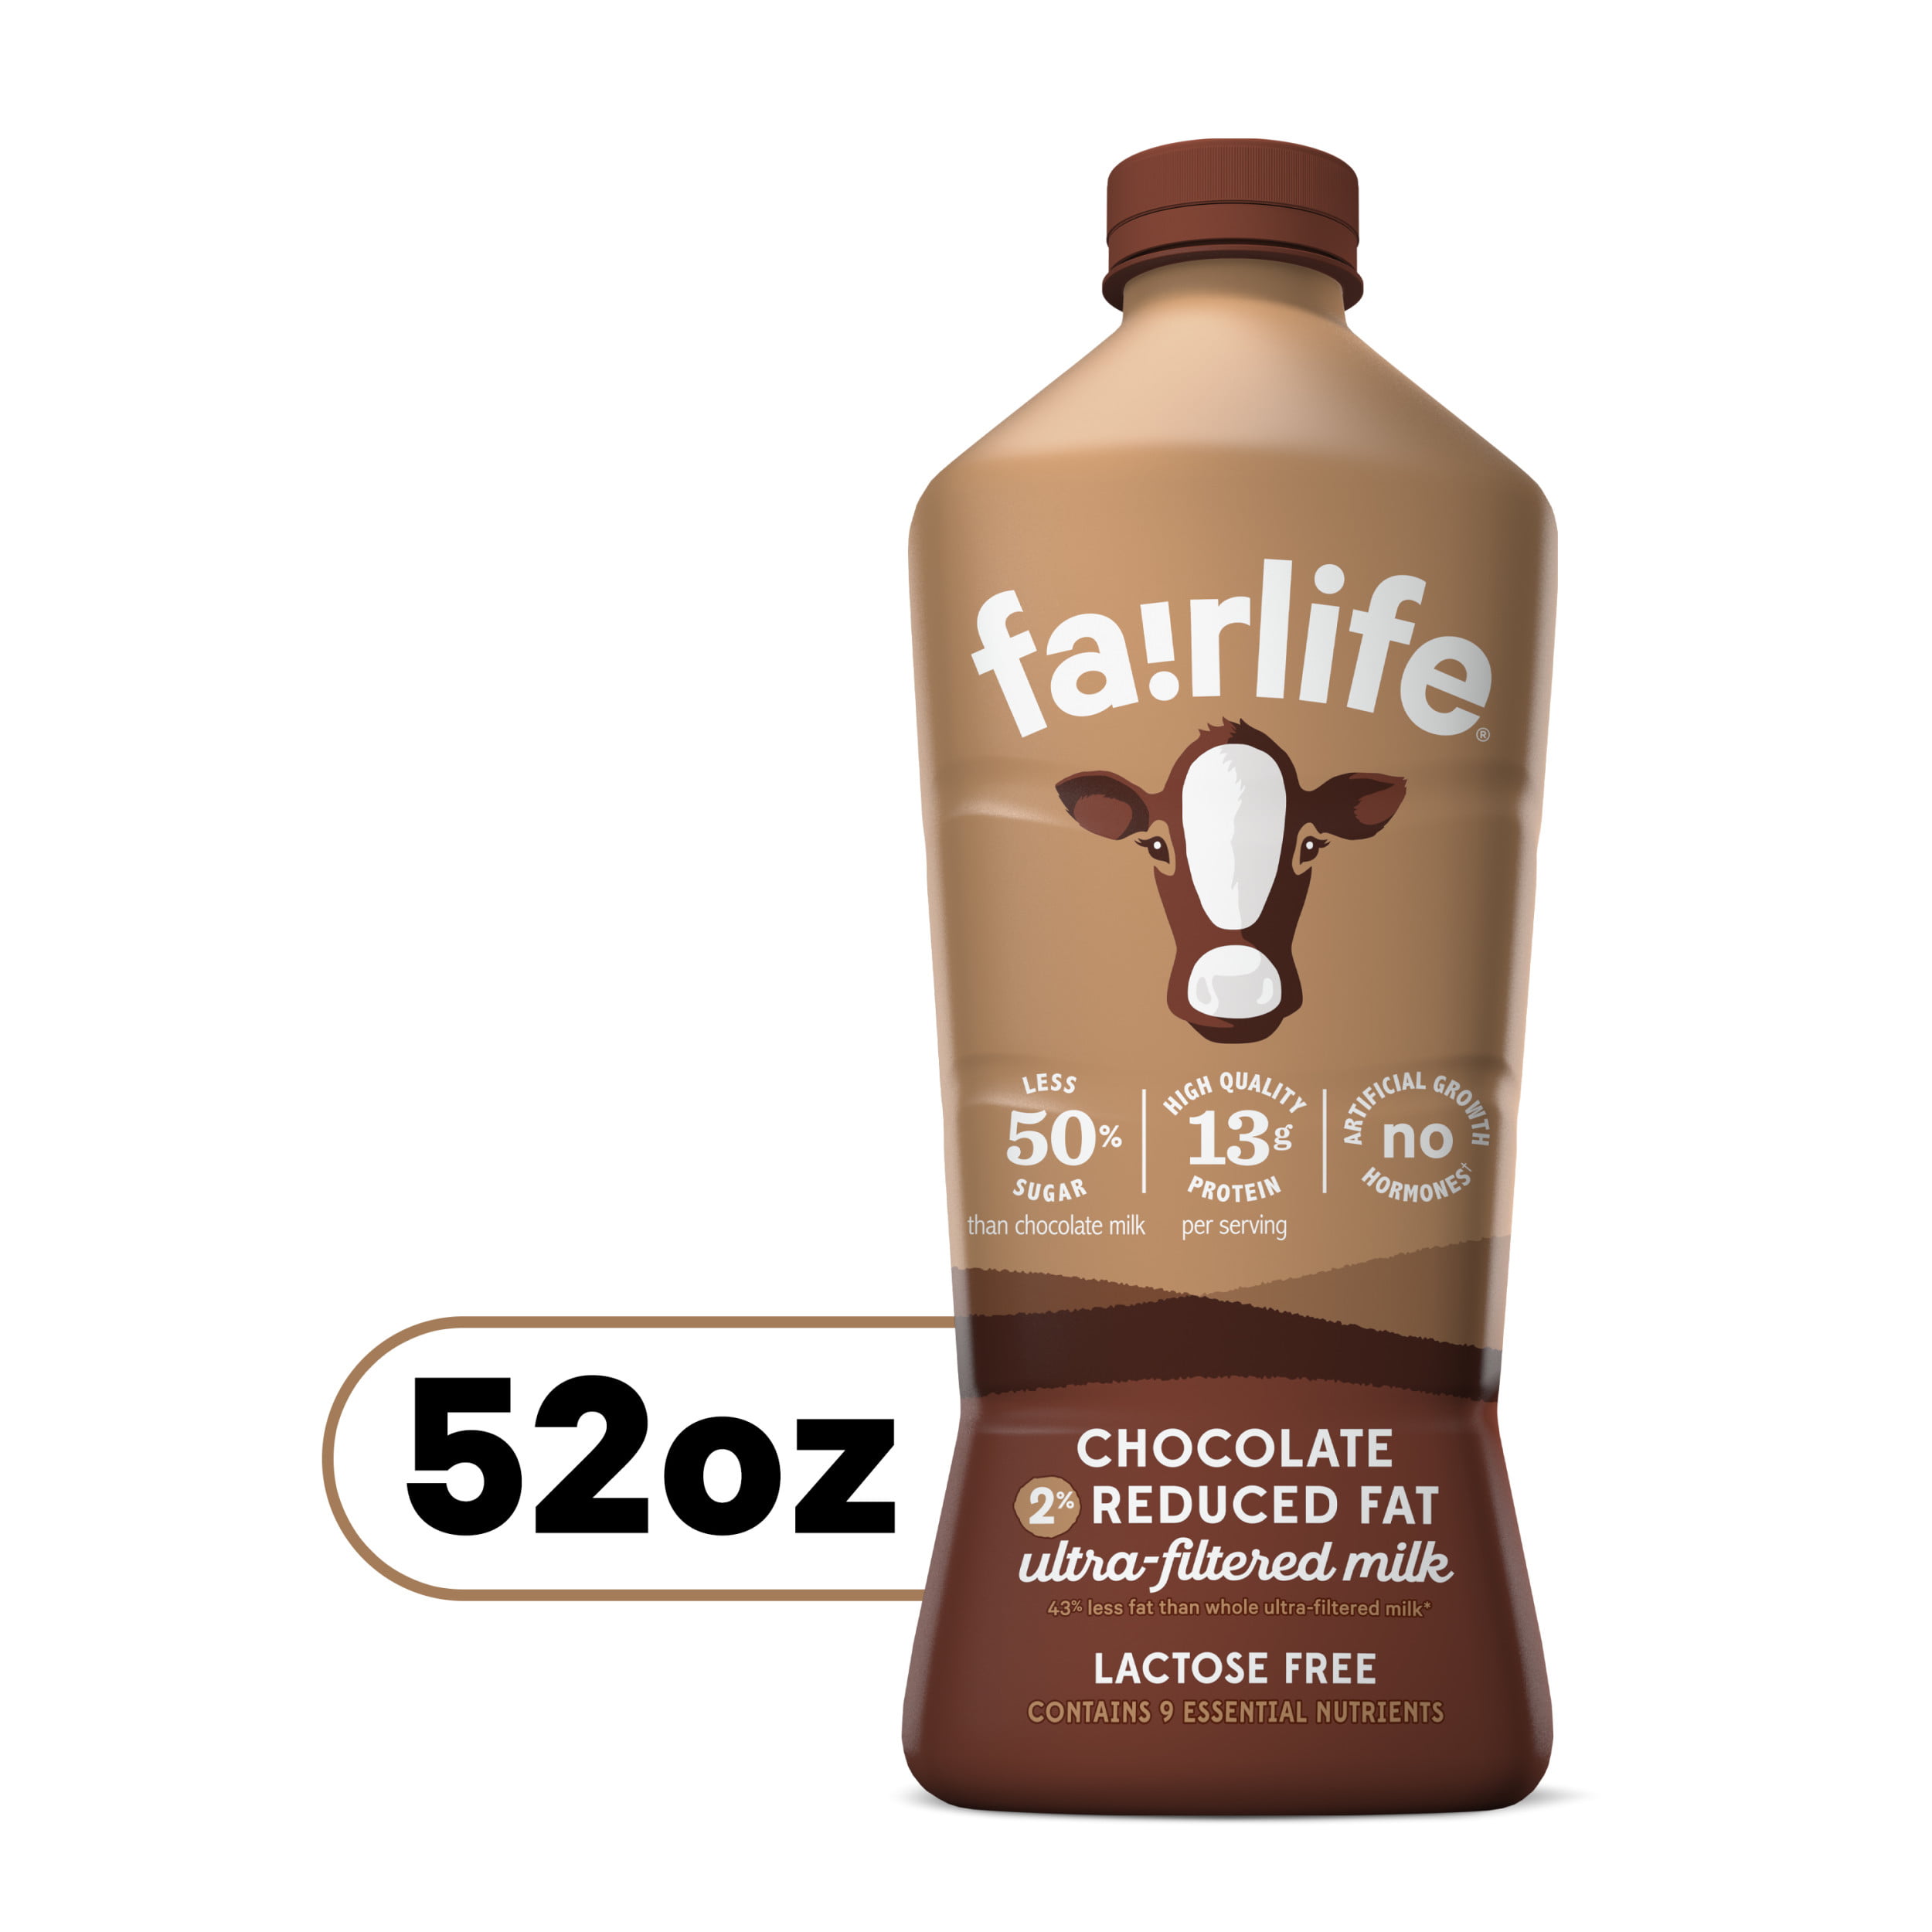 fa!rlife®
LESS
50%
SUGAR
than chocolate milk
HIGH QUALITY
13g
PROTEIN
per serving
no
ARTIFICIAL GROWTH
HORMONES†
52oz
CHOCOLATE
2% REDUCED FAT
ultra-filtered milk
43% less fat than whole ultra-filtered milk*
LACTOSE FREE
CONTAINS 9 ESSENTIAL NUTRIENTS